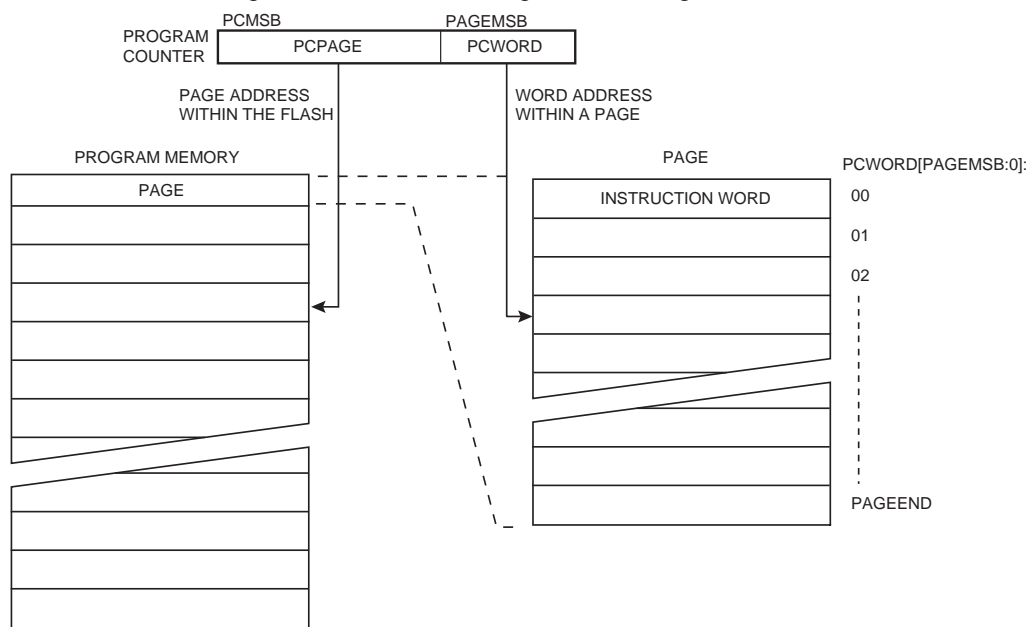 PCMSB PAGEMSB
PROGRAM
COUNTER
PCPAGE PCWORD
PAGE ADDRESS
WITHIN THE FLASH
WORD ADDRESS
WITHIN A PAGE
PROGRAM MEMORY
PAGE
PAGE
INSTRUCTION WORD
PCWORD[PAGEMSB:0]:
00
01
02
PAGEEND